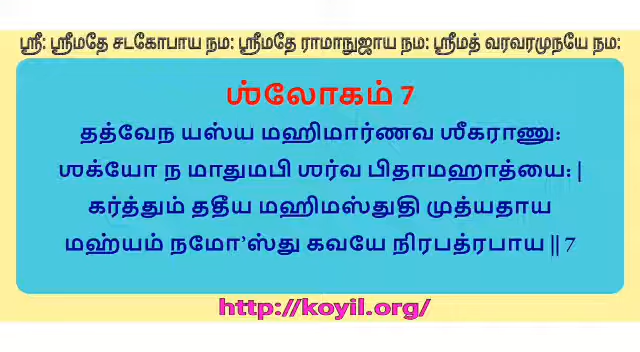 ஸ்ரீ: ஸ்ரீமதே சடகோபாய நம: ஸ்ரீமதே ராமாநுஜாய நம: ஸ்ரீமத் வரவரமுநயே நம:
ஶ்லோகம் 7
தத்வேந யஸ்ய மஹிமார்ணவ ஶீகராணு:
ஶக்யோ ந மாதுமபி ஶர்வ பிதாமஹாத்யை: |
கர்த்தும் ததீய மஹிமஸ்துதி முத்யதாய
மஹ்யம் நமோ’ஸ்து கவயே நிரபத்ரபாய || 7
http://koyil.org/